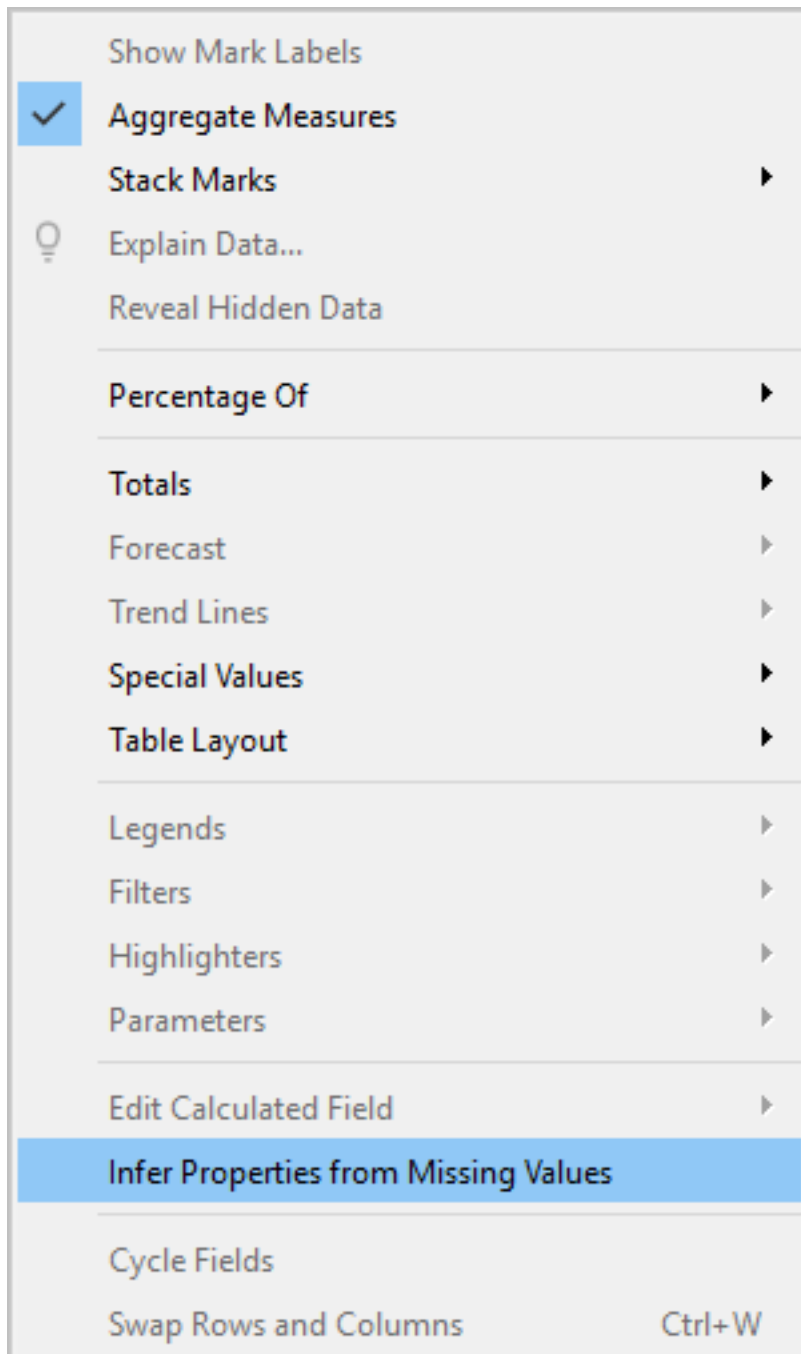 Show Mark Labels
Aggregate Measures
Stack Marks
Explain Data...
Reveal Hidden Data
Percentage Of
Totals
Forecast
Trend Lines
Special Values
Table Layout
Legends
Filters
Highlighters
Parameters
Edit Calculated Field
Infer Properties from Missing Values
Cycle Fields
Swap Rows and Columns Ctrl+W